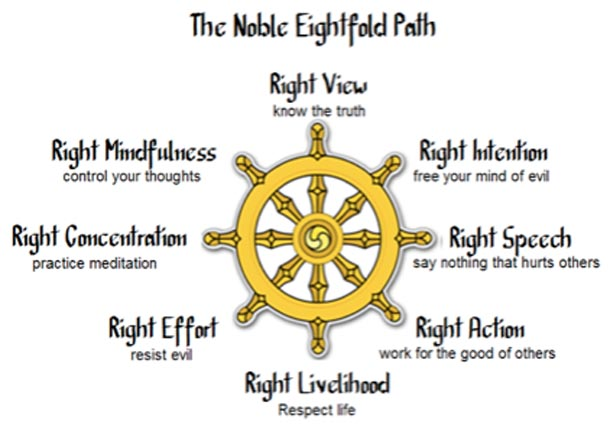 The Noble Eightfold Path
Right View
know the truth
Right Mindfulness
control your thoughts
Right Intention
free your mind of evil
Right Concentration
practice meditation
Right Speech
say nothing that hurts others
Right Effort
resist evil
Right Action
work for the good of others
Right Livelihood
Respect life